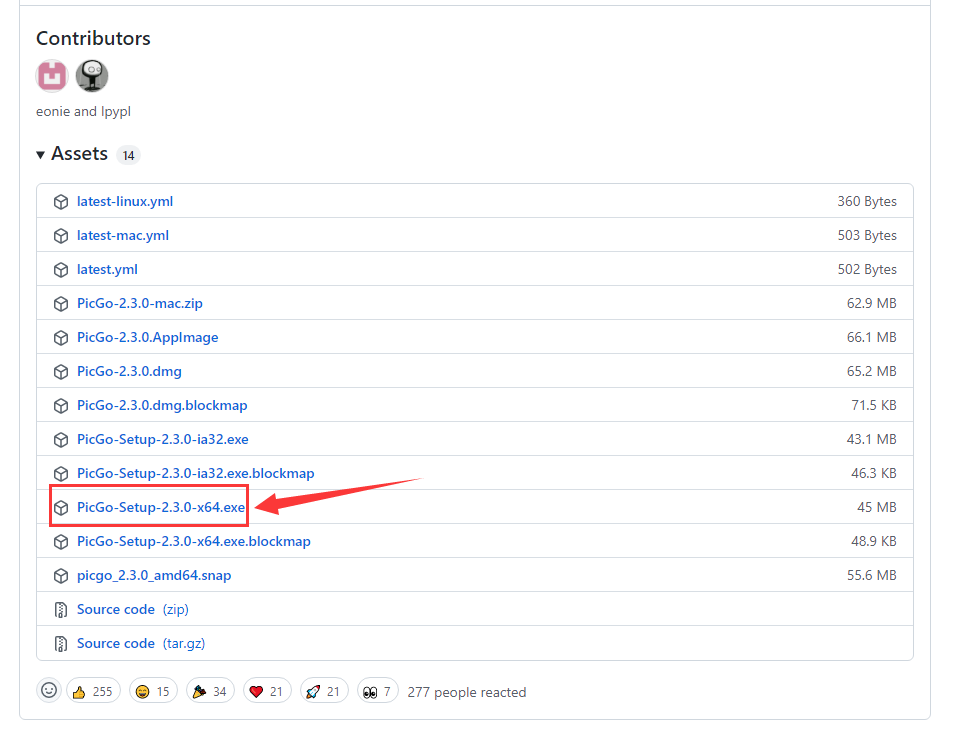 Contributors
eonie and lpypl
Assets 14
latest-linux.yml 360 Bytes
latest-mac.yml 503 Bytes
latest.yml 502 Bytes
PicGo-2.3.0-mac.zip 62.9 MB
PicGo-2.3.0.AppImage 66.1 MB
PicGo-2.3.0.dmg 65.2 MB
PicGo-2.3.0.dmg.blockmap 71.5 KB
PicGo-Setup-2.3.0-ia32.exe 43.1 MB
PicGo-Setup-2.3.0-ia32.exe.blockmap 46.3 KB
PicGo-Setup-2.3.0-x64.exe 45 MB
PicGo-Setup-2.3.0-x64.exe.blockmap 48.9 KB
picgo_2.3.0_amd64.snap 55.6 MB
Source code (zip)
Source code (tar.gz)
255 15 34 21 21 7 277 people reacted